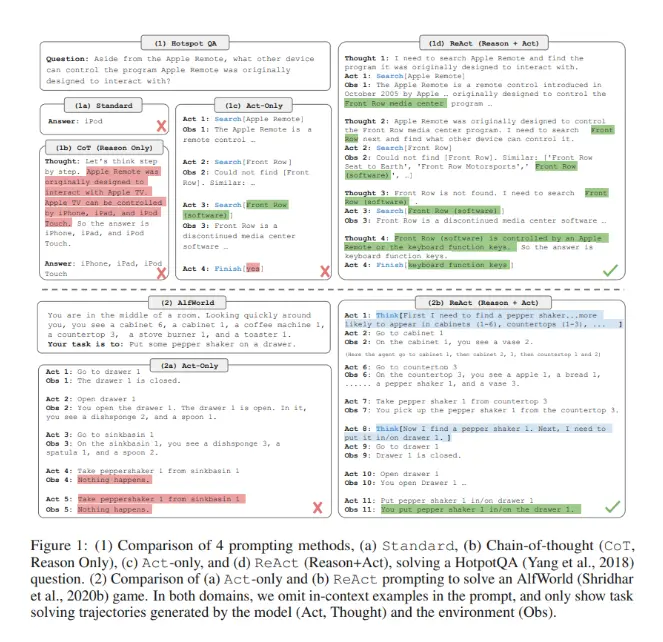 (1) Hotspot QA
Question: Aside from the Apple Remote, what other device
can control the program Apple Remote was originally
designed to interact with?
(1a) Standard
Answer: iPod
(1b) CoT (Reason Only)
Thought: Let's think step
by step. Apple Remote was
originally designed to
interact with Apple TV.
Apple TV can be controlled
by iPhone, iPad, and iPod
Touch. So the answer is
iPhone, iPad, and iPod
Touch.
Answer: iPhone, iPad, iPod
Touch
(1c) Act-Only
Act 1: Search[Apple Remote]
Obs 1: The Apple Remote is a
remote control …
Act 2: Search[Front Row]
Obs 2: Could not find [Front
Row]. Similar: …
Act 3: Search[Front Row
(software)]
Obs 3: Front Row is a
discontinued media center
software …
Act 4: Finish[yes]
(1d) ReAct (Reason + Act)
Thought 1: I need to search Apple Remote and find the
program it was originally designed to interact with.
Act 1: Search[Apple Remote]
Obs 1: The Apple Remote is a remote control introduced in
October 2005 by Apple … originally designed to control the
Front Row media center program …
Thought 2: Apple Remote was originally designed to control
the Front Row media center program. I need to search Front
Row next and find what other device can control it.
Act 2: Search[Front Row]
Obs 2: Could not find [Front Row]. Similar: ['Front Row
Seat to Earth', 'Front Row Motorsports', 'Front Row
(software)', …]
Thought 3: Front Row is not found. I need to search Front
Row (software) .
Act 3: Search[Front Row (software)]
Obs 3: Front Row is a discontinued media center software …
Thought 4: Front Row (software) is controlled by an Apple
Remote or the keyboard function keys. So the answer is
keyboard function keys.
Act 4: Finish[keyboard function keys]
(2) AlfWorld
You are in the middle of a room. Looking quickly around
you, you see a cabinet 6, a cabinet 1, a coffee machine 1,
a countertop 3, a stove burner 1, and a toaster 1.
Your task is to: Put some pepper shaker on a drawer.
(2a) Act-Only
Act 1: Go to drawer 1
Obs 1: The drawer 1 is closed.
Act 2: Open drawer 1
Obs 2: You open the drawer 1. The drawer 1 is open. In it,
you see a dishsponge 2, and a spoon 1.
Act 3: Go to sinkbasin 1
Obs 3: On the sinkbasin 1, you see a dishsponge 3, a
spatula 1, and a spoon 2.
Act 4: Take peppershaker 1 from sinkbasin 1
Obs 4: Nothing happens.
Act 5: Take peppershaker 1 from sinkbasin 1
Obs 5: Nothing happens.
(2b) ReAct (Reason + Act)
Act 1: Think[First I need to find a pepper shaker...more
likely to appear in cabinets (1-6), countertops (1-3), ... ]
Act 2: Go to cabinet 1
Obs 2: On the cabinet 1, you see a vase 2.
(Here the agent go to cabinet 1, then cabinet 2, 3, then countertop 1 and 2)
Act 6: Go to countertop 3
Obs 6: On the countertop 3, you see a apple 1, a bread 1,
...... a pepper shaker 1, and a vase 3.
Act 7: Take pepper shaker 1 from countertop 3
Obs 7: You pick up the pepper shaker 1 from the countertop 3.
Act 8: Think[Now I find a pepper shaker 1. Next, I need to
put it in/on drawer 1. ]
Act 9: Go to drawer 1
Obs 9: Drawer 1 is closed.
Act 10: Open drawer 1
Obs 10: You open Drawer 1 …
Act 11: Put pepper shaker 1 in/on drawer 1
Obs 11: You put pepper shaker 1 in/on the drawer 1.
Figure 1: (1) Comparison of 4 prompting methods, (a) Standard, (b) Chain-of-thought (CoT,
Reason Only), (c) Act-only, and (d) ReAct (Reason+Act), solving a HotpotQA (Yang et al., 2018)
question. (2) Comparison of (a) Act-only and (b) ReAct prompting to solve an AlfWorld (Shridhar
et al., 2020b) game. In both domains, we omit in-context examples in the prompt, and only show task
solving trajectories generated by the model (Act, Thought) and the environment (Obs).